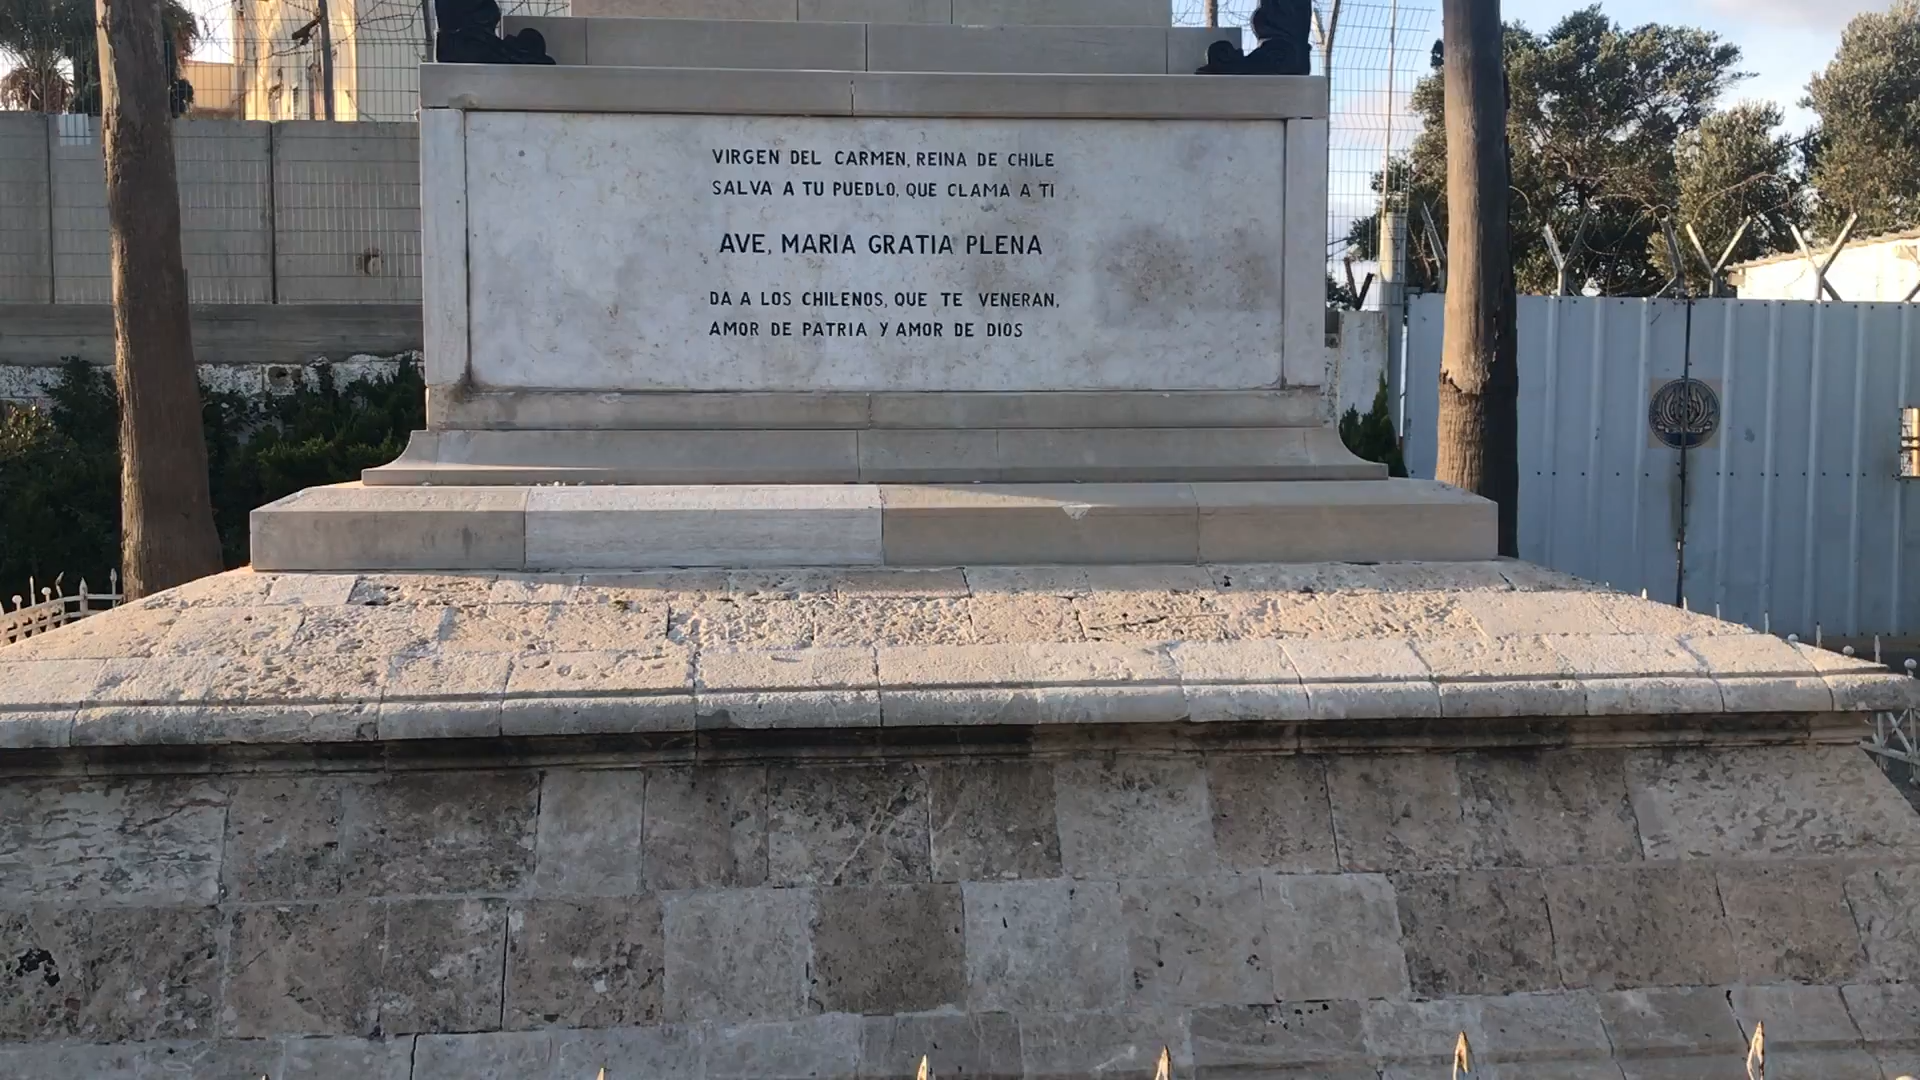 VIRGEN DEL CARMEN, REINA DE CHILE
SALVA A TU PUEBLO, QUE CLAMA A TI
AVE, MARIA GRATIA PLENA
DA A LOS CHILENOS, QUE TE VENERAN,
AMOR DE PATRIA Y AMOR DE DIOS